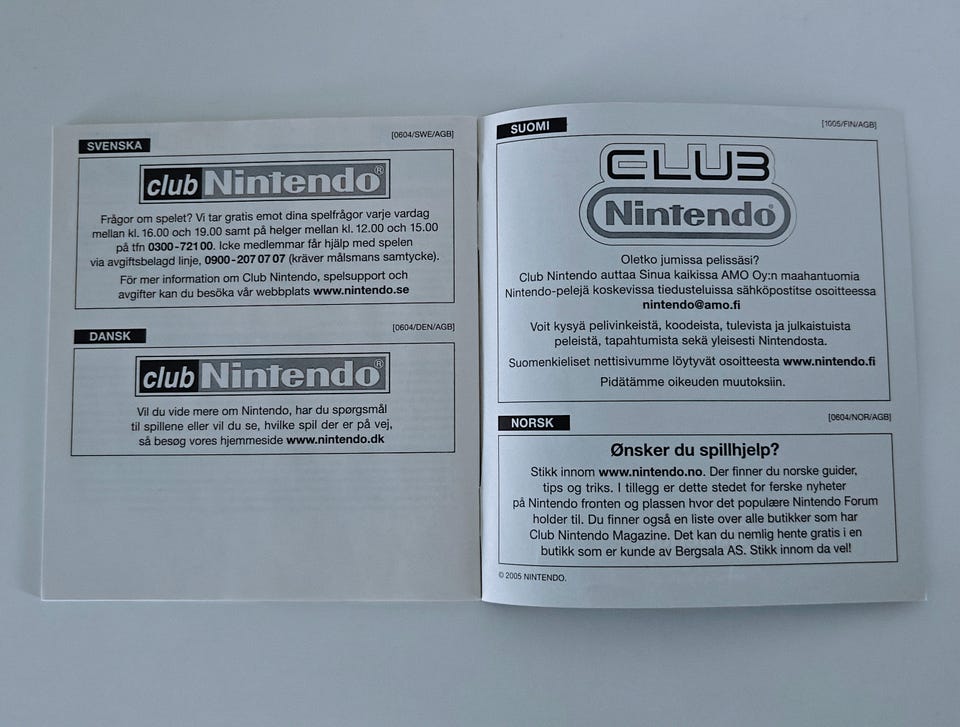 SVENSKA
[0604/SWE/AGB]
club Nintendo®
Frågor om spelet? Vi tar gratis emot dina spelfrågor varje vardag
mellan kl. 16.00 och 19.00 samt på helger mellan kl. 12.00 och 15.00
på tfn 0300-721 00. Icke medlemmar får hjälp med spelen
via avgiftsbelagd linje, 0900-207 07 07 (kräver målsmans samtycke).
För mer information om Club Nintendo, spelsupport och
avgifter kan du besöka vår webbplats www.nintendo.se
DANSK
[0604/DEN/AGB]
club Nintendo®
Vil du vide mere om Nintendo, har du spørgsmål
til spillene eller vil du se, hvilke spil der er på vej,
så besøg vores hjemmeside www.nintendo.dk
SUOMI
[1005/FIN/AGB]
CLUB
Nintendo®
Oletko jumissa pelissäsi?
Club Nintendo auttaa Sinua kaikissa AMO Oy:n maahantuomia
Nintendo-pelejä koskevissa tiedusteluissa sähköpostitse osoitteessa
nintendo@amo.fi
Voit kysyä pelivinkeistä, koodeista, tulevista ja julkaistuista
peleistä, tapahtumista sekä yleisesti Nintendosta.
Suomenkieliset nettisivumme löytyvät osoitteesta www.nintendo.fi
Pidätämme oikeuden muutoksiin.
NORSK
[0604/NOR/AGB]
Ønsker du spillhjelp?
Stikk innom www.nintendo.no. Der finner du norske guider,
tips og triks. I tillegg er dette stedet for ferske nyheter
på Nintendo fronten og plassen hvor det populære Nintendo Forum
holder til. Du finner også en liste over alle butikker som har
Club Nintendo Magazine. Det kan du nemlig hente gratis i en
butikk som er kunde av Bergsala AS. Stikk innom da vel!
© 2005 NINTENDO.